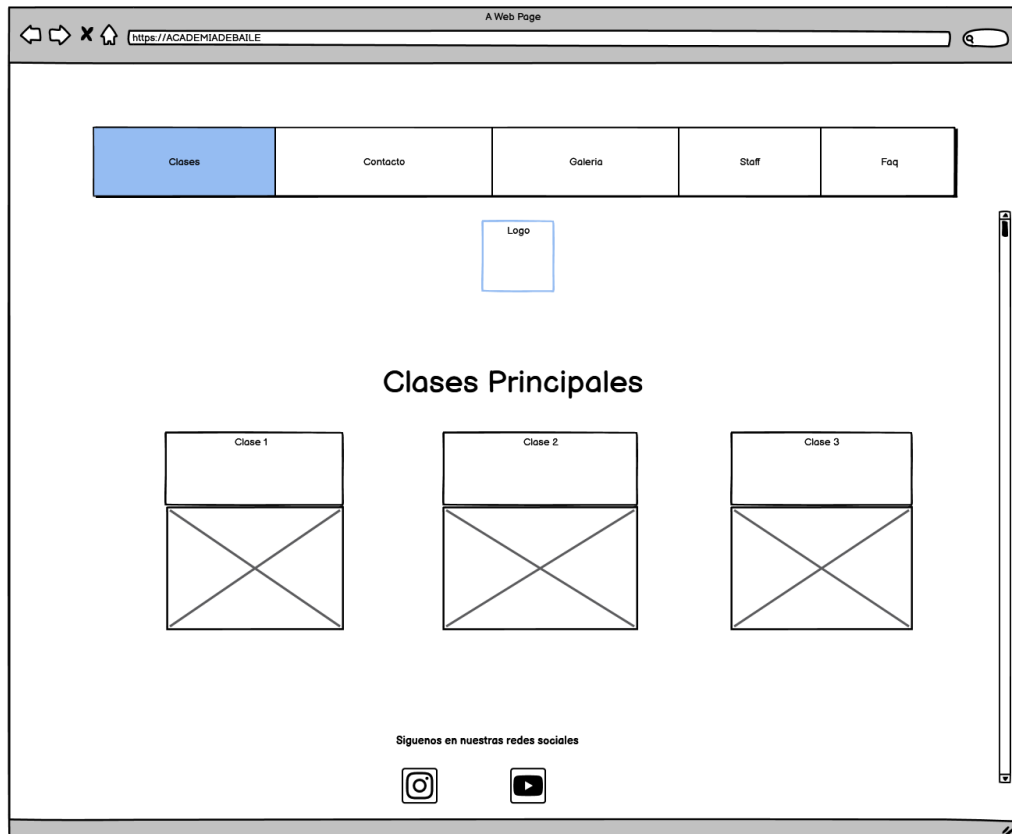 A Web Page
https://ACADEMIADEBAILE
Clases
Contacto
Galeria
Staff
Faq
Logo
Clases Principales
Clase 1
Clase 2
Clase 3
Siguenos en nuestras redes sociales